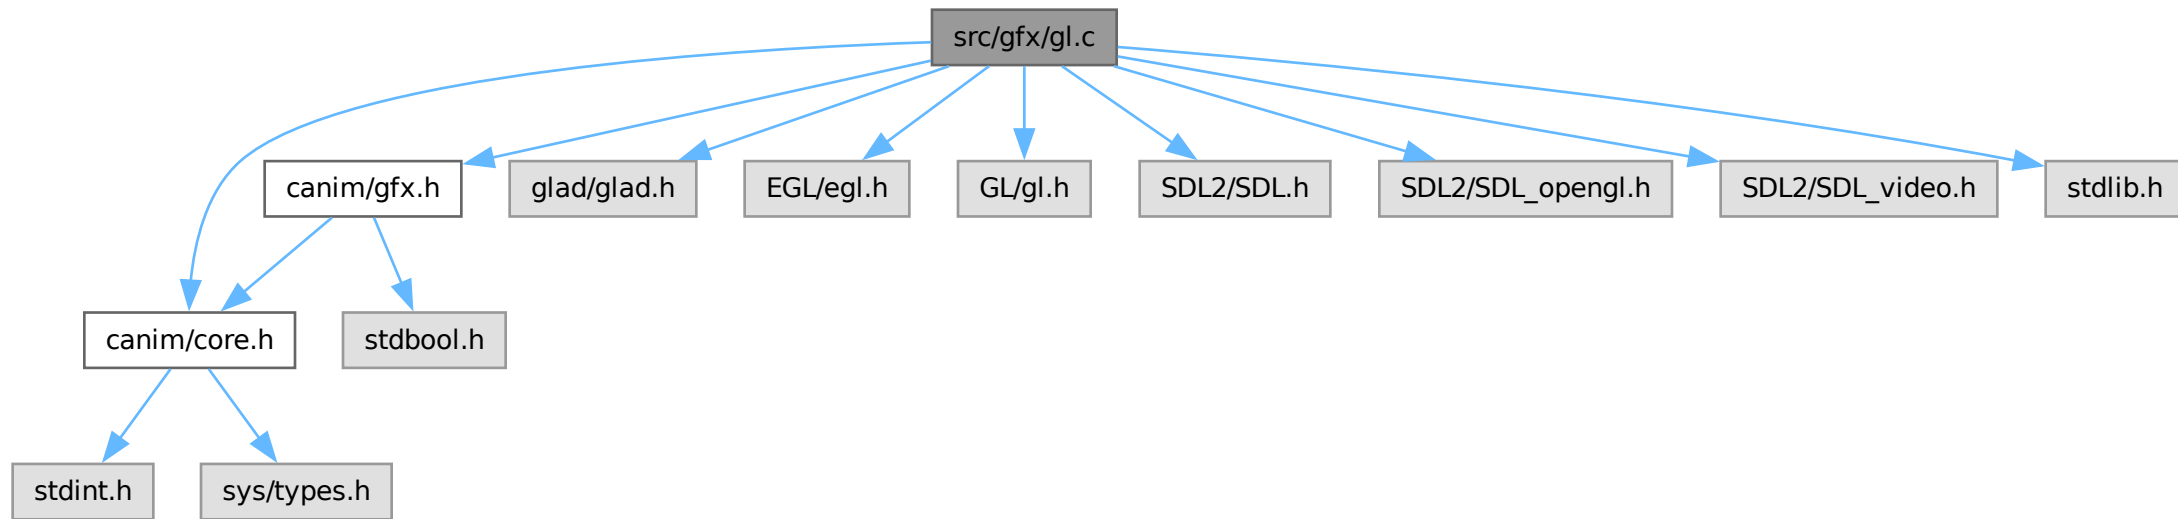 src/gfx/gl.c
canim/gfx.h
glad/glad.h
EGL/egl.h
GL/gl.h
SDL2/SDL.h
SDL2/SDL_opengl.h
SDL2/SDL_video.h
stdlib.h
canim/core.h
stdbool.h
stdint.h
sys/types.h